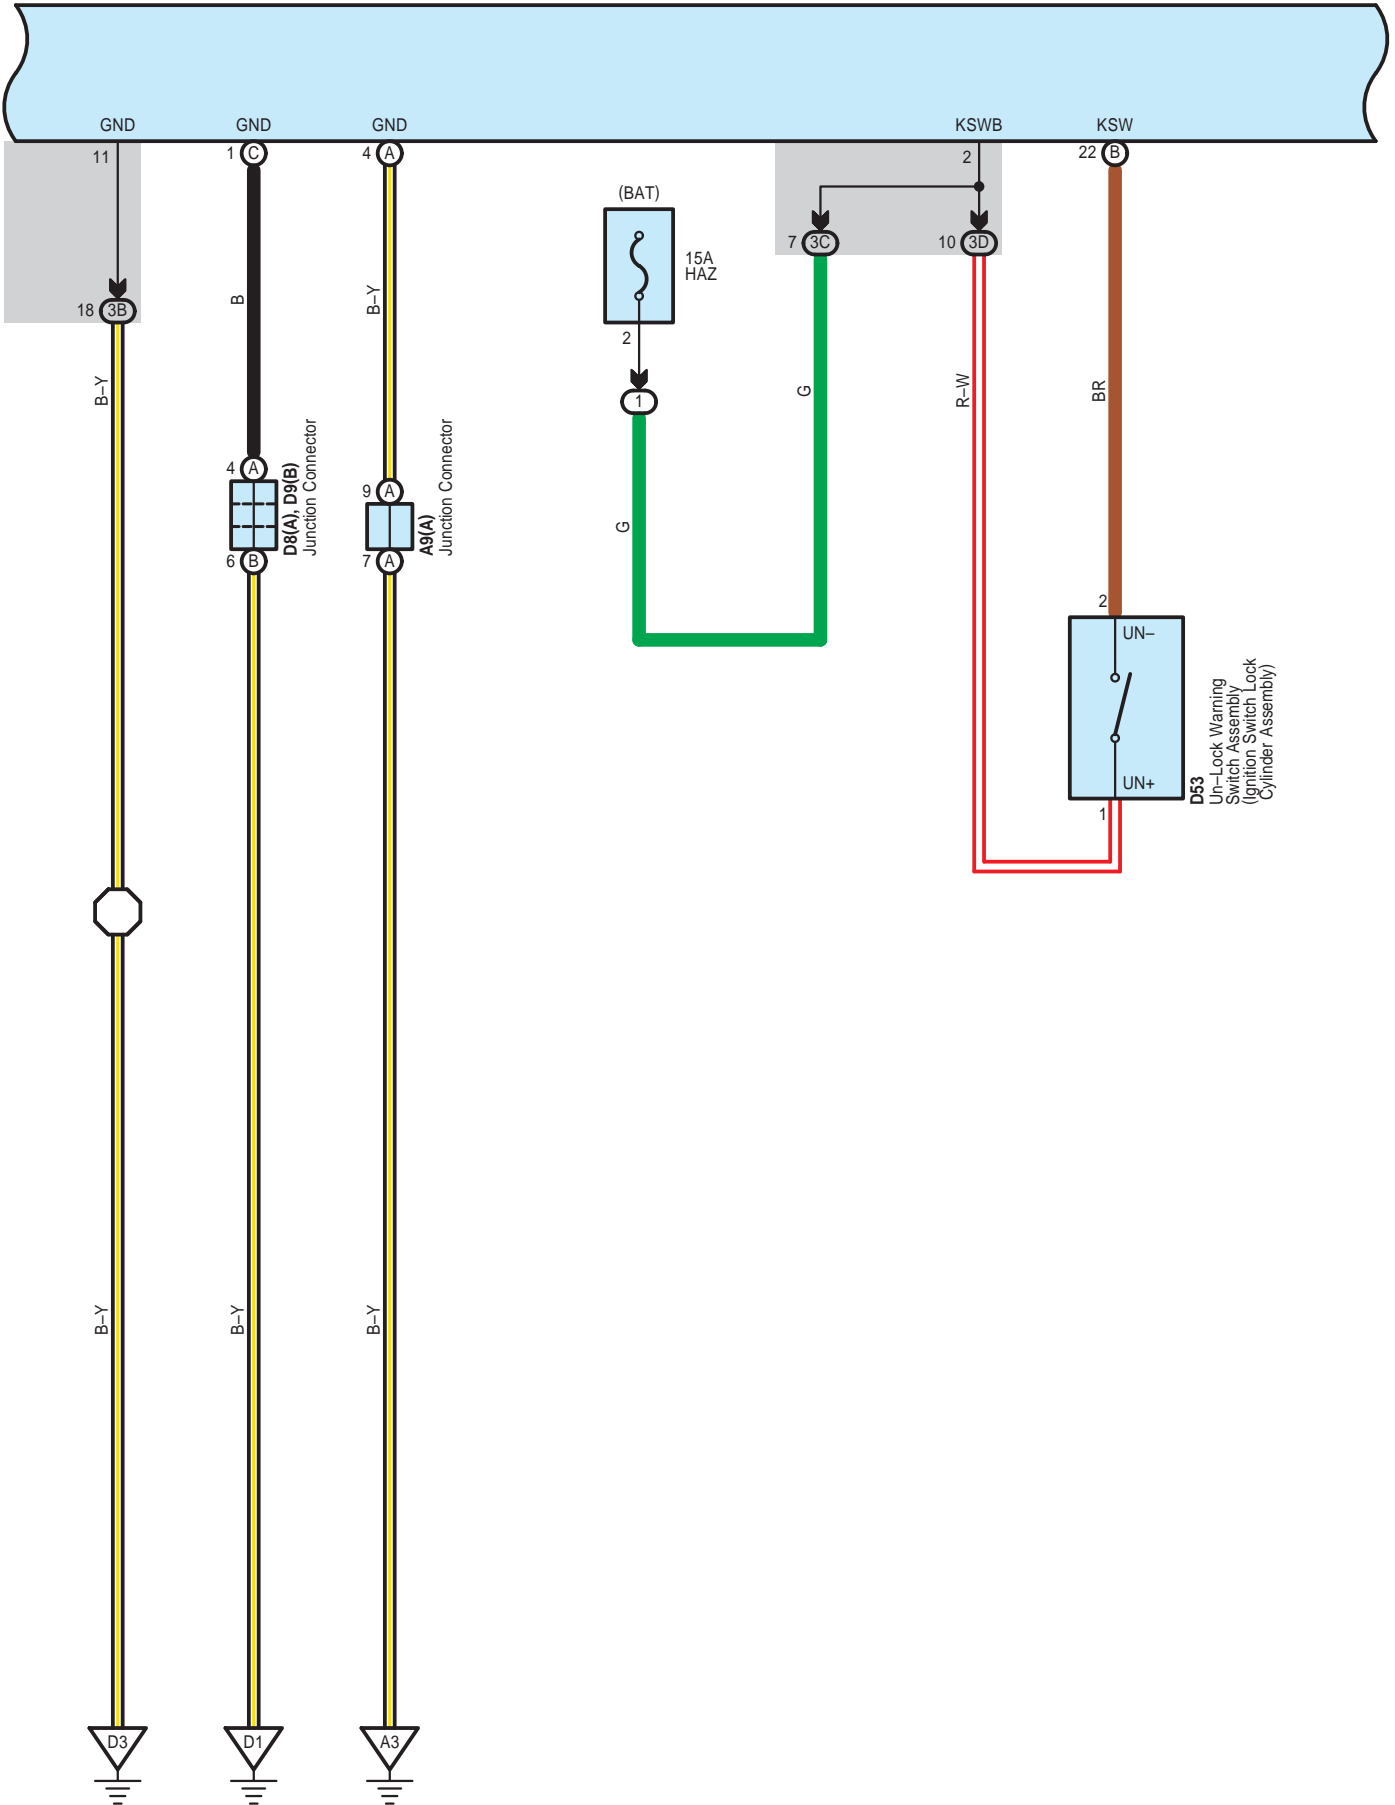 GND
GND
GND
KSWB
KSW
11
1 C
4 A
2
22 B
(BAT)
15A
HAZ
7 3C
10 3D
18 3B
B
B–Y
2
1
B–Y
G
R–W
BR
4 A
D8(A), D9(B)
Junction Connector
9 A
A9(A)
Junction Connector
6 B
7 A
G
2
UN–
UN+
1
D53
Un–Lock Warning
Switch Assembly
(Ignition Switch Lock
Cylinder Assembly)
B–Y
B–Y
B–Y
D3
D1
A3